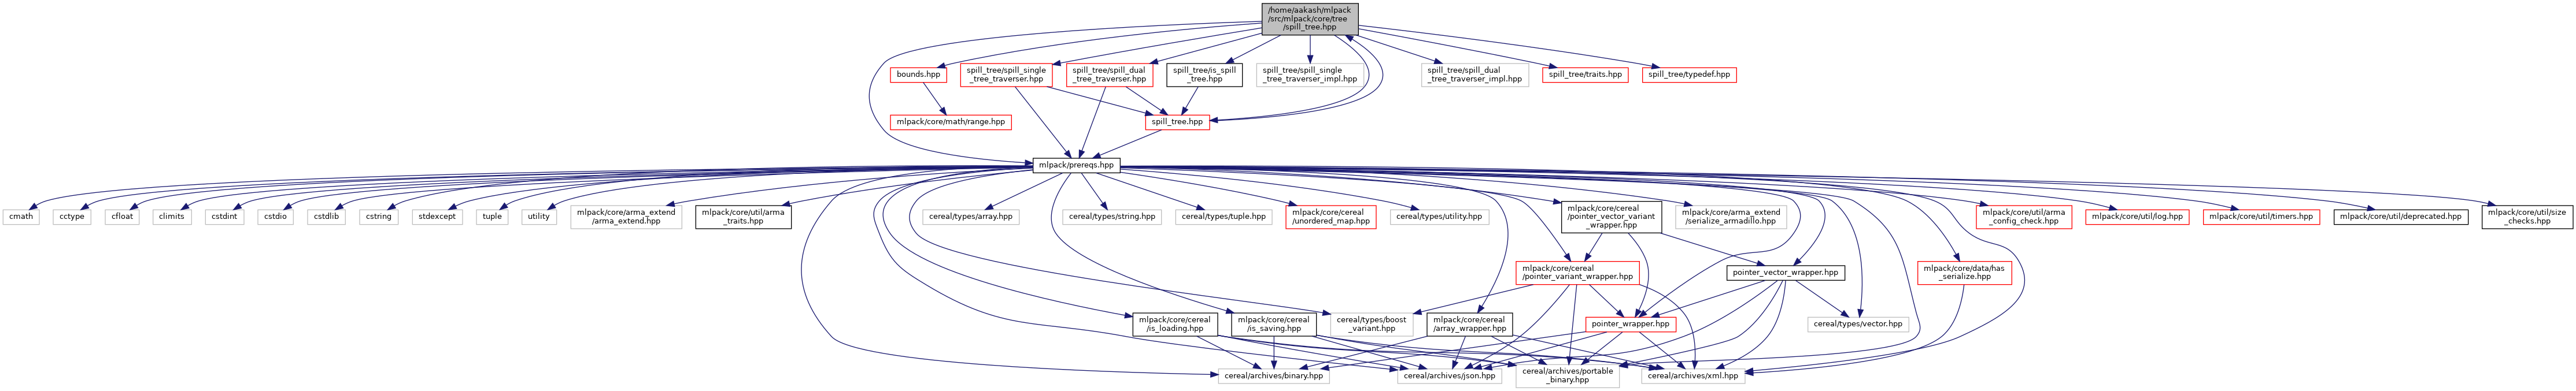 /home/aakash/mlpack
/src/mlpack/core/tree
/spill_tree.hpp
bounds.hpp
spill_tree/spill_single
_tree_traverser.hpp
spill_tree/spill_dual
_tree_traverser.hpp
spill_tree/is_spill
_tree.hpp
spill_tree/spill_single
_tree_traverser_impl.hpp
spill_tree/spill_dual
_tree_traverser_impl.hpp
spill_tree/traits.hpp
spill_tree/typedef.hpp
mlpack/core/math/range.hpp
spill_tree.hpp
mlpack/prereqs.hpp
cmath
cctype
cfloat
climits
cstdint
cstdio
cstdlib
cstring
stdexcept
tuple
utility
mlpack/core/arma_extend
/arma_extend.hpp
mlpack/core/util/arma
_traits.hpp
cereal/types/array.hpp
cereal/types/string.hpp
cereal/types/tuple.hpp
mlpack/core/cereal
/unordered_map.hpp
cereal/types/utility.hpp
mlpack/core/cereal
/pointer_vector_variant
_wrapper.hpp
mlpack/core/arma_extend
/serialize_armadillo.hpp
mlpack/core/util/arma
_config_check.hpp
mlpack/core/util/log.hpp
mlpack/core/util/timers.hpp
mlpack/core/util/deprecated.hpp
mlpack/core/util/size
_checks.hpp
mlpack/core/cereal
/pointer_variant_wrapper.hpp
pointer_vector_wrapper.hpp
mlpack/core/data/has
_serialize.hpp
mlpack/core/cereal
/is_loading.hpp
mlpack/core/cereal
/is_saving.hpp
cereal/types/boost
_variant.hpp
mlpack/core/cereal
/array_wrapper.hpp
pointer_wrapper.hpp
cereal/types/vector.hpp
cereal/archives/binary.hpp
cereal/archives/json.hpp
cereal/archives/portable
_binary.hpp
cereal/archives/xml.hpp